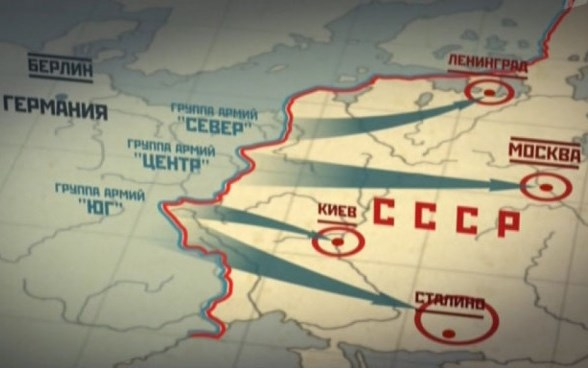 БЕРЛИН
ГЕРМАНИЯ
ГРУППА АРМИЙ
"СЕВЕР"
ГРУППА АРМИЙ
"ЦЕНТР"
ГРУППА АРМИЙ
"ЮГ"
ЛЕНИНГРАД
МОСКВА
КИЕВ
СССР
СТАЛИНО